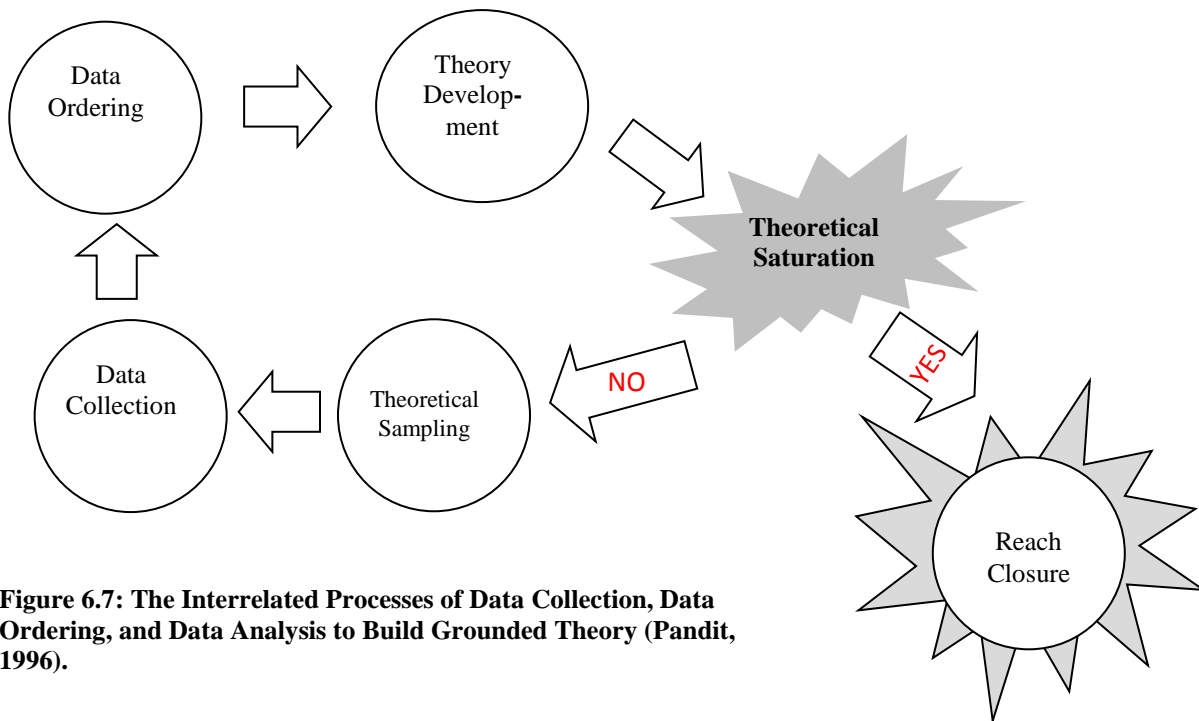 Data
Ordering
Theory
Develop-
ment
Theoretical
Saturation
YES
NO
Theoretical
Sampling
Data
Collection
Reach
Closure
Figure 6.7: The Interrelated Processes of Data Collection, Data
Ordering, and Data Analysis to Build Grounded Theory (Pandit,
1996).